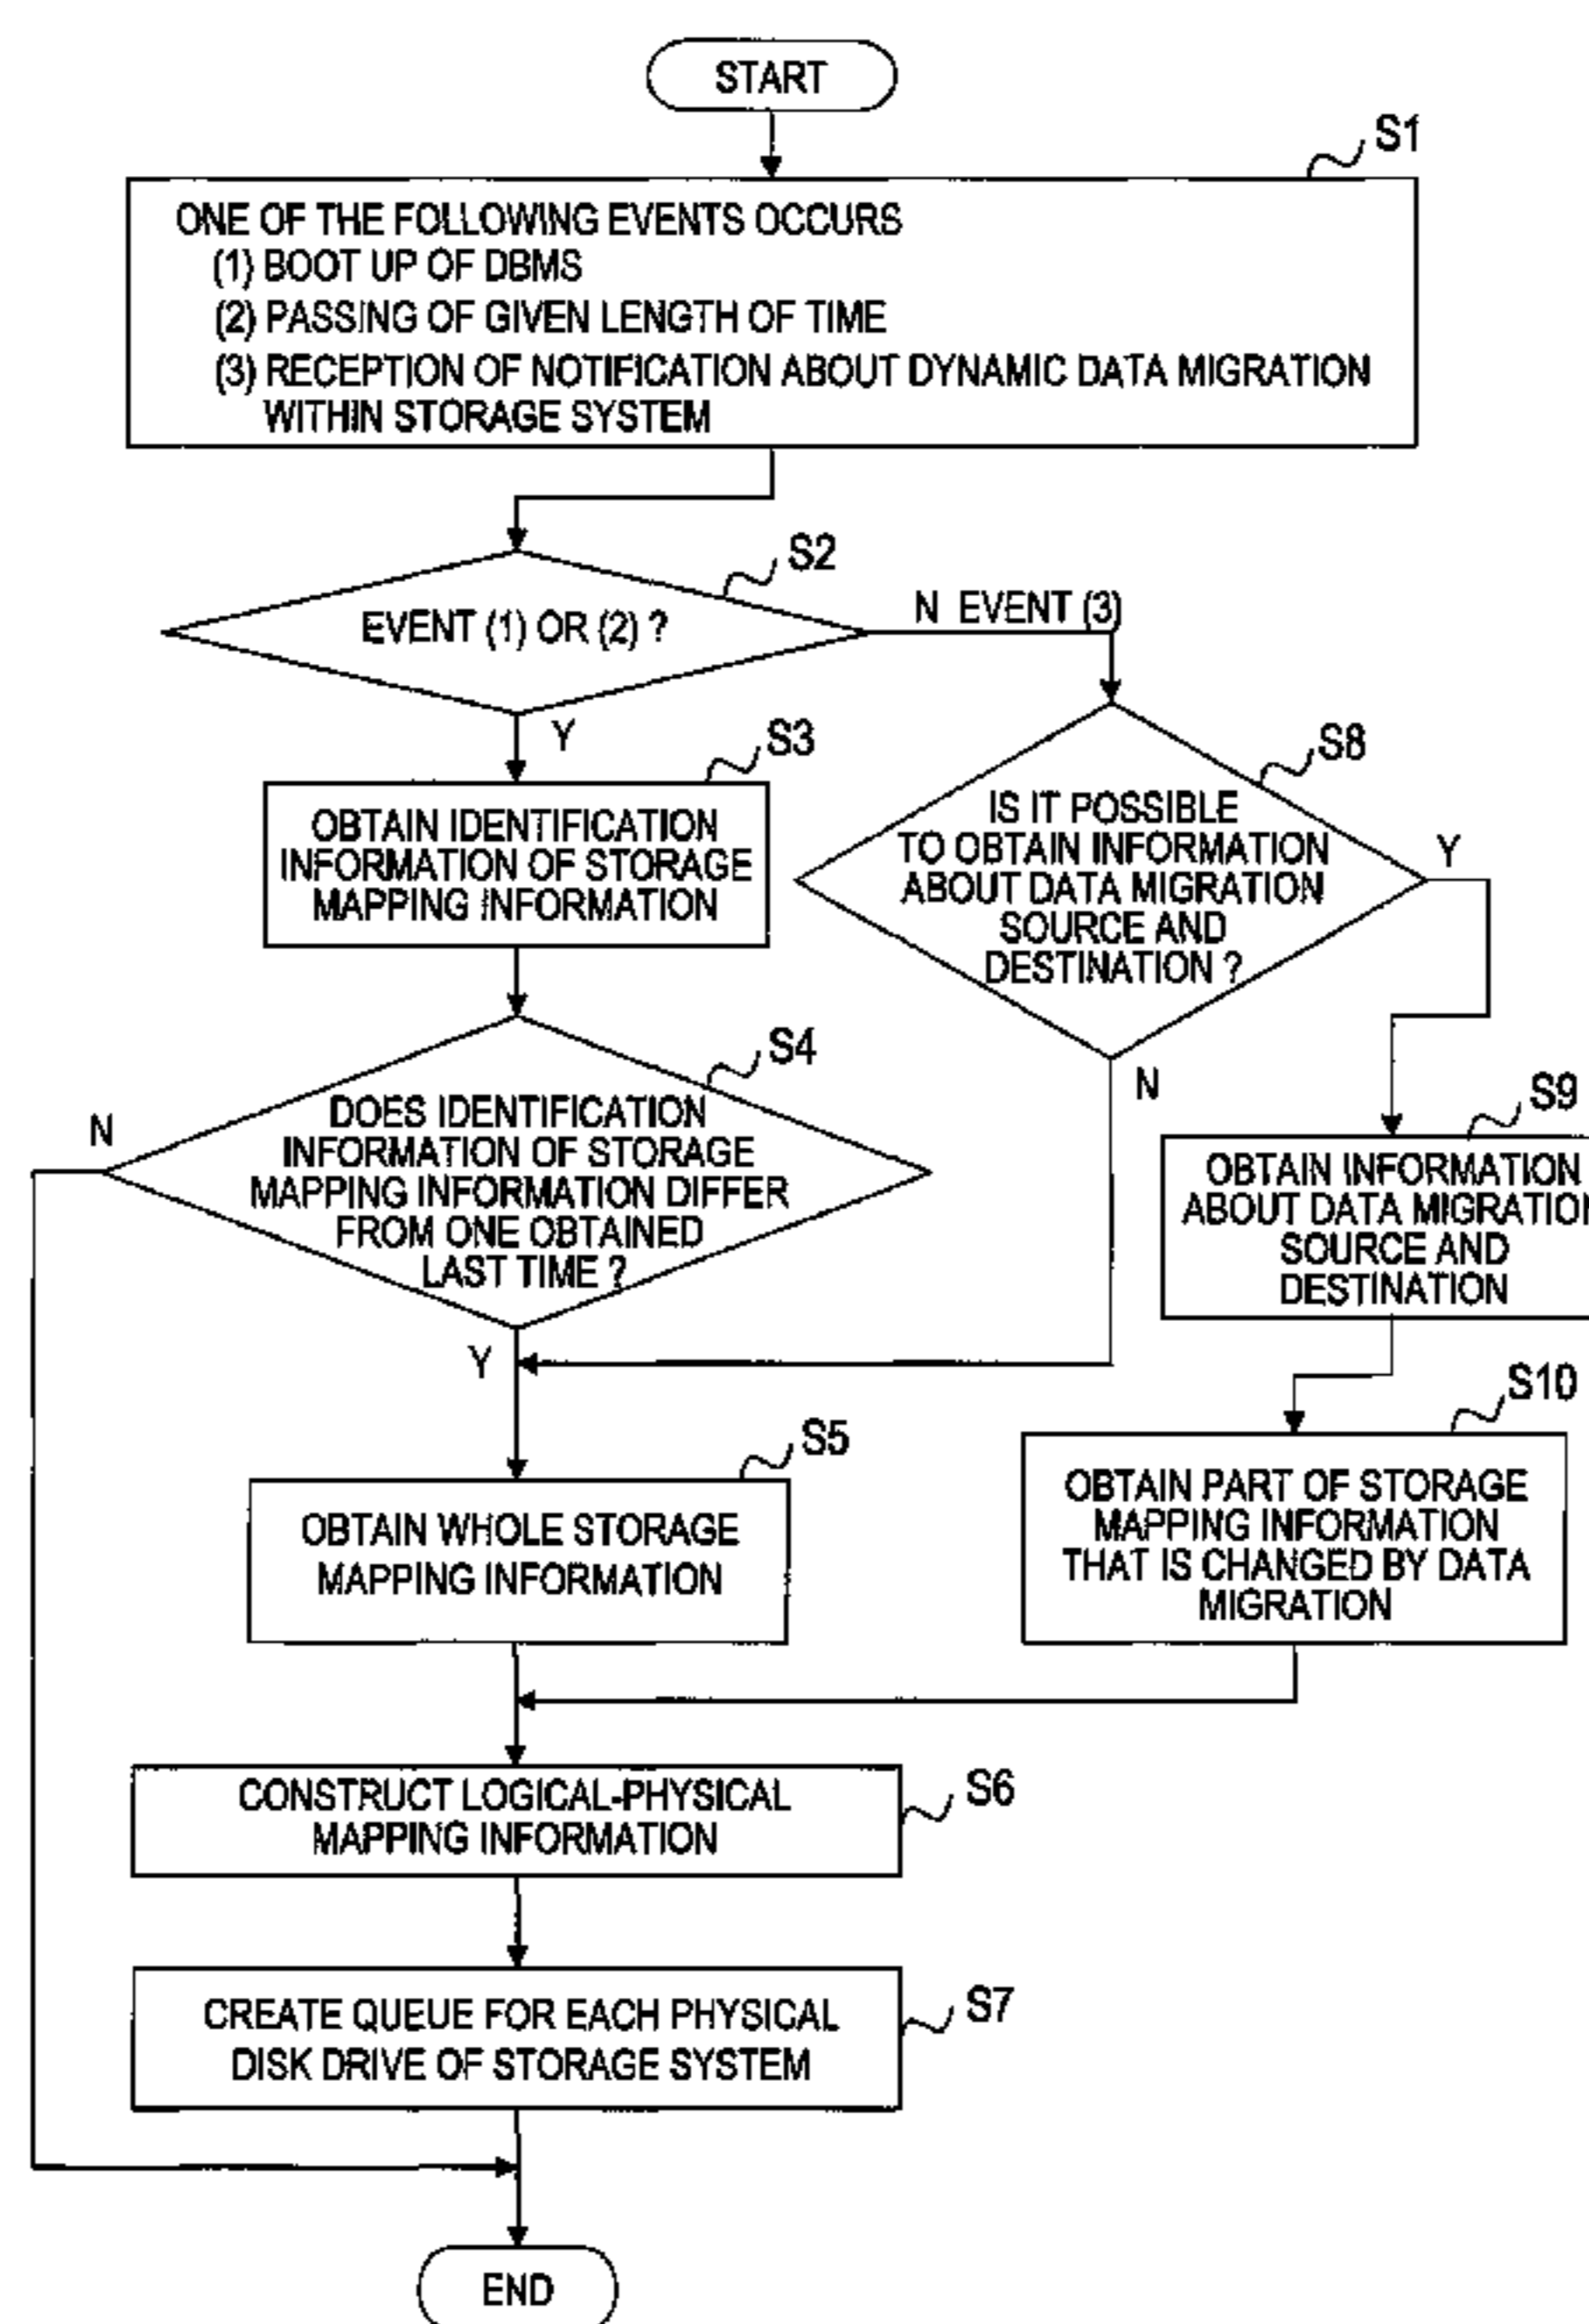 START
S1
ONE OF THE FOLLOWING EVENTS OCCURS
(1) BOOT UP OF DBMS
(2) PASSING OF GIVEN LENGTH OF TIME
(3) RECEPTION OF NOTIFICATION ABOUT DYNAMIC DATA MIGRATION
WITHIN STORAGE SYSTEM
S2
EVENT (1) OR (2) ?
N EVENT (3)
Y
S3
OBTAIN IDENTIFICATION
INFORMATION OF STORAGE
MAPPING INFORMATION
S8
IS IT POSSIBLE
TO OBTAIN INFORMATION
ABOUT DATA MIGRATION
SOURCE AND
DESTINATION ?
Y
N
S4
DOES IDENTIFICATION
INFORMATION OF STORAGE
MAPPING INFORMATION DIFFER
FROM ONE OBTAINED
LAST TIME ?
N
Y
S9
OBTAIN INFORMATION
ABOUT DATA MIGRATION
SOURCE AND
DESTINATION
S5
OBTAIN WHOLE STORAGE
MAPPING INFORMATION
S10
OBTAIN PART OF STORAGE
MAPPING INFORMATION
THAT IS CHANGED BY DATA
MIGRATION
S6
CONSTRUCT LOGICAL-PHYSICAL
MAPPING INFORMATION
S7
CREATE QUEUE FOR EACH PHYSICAL
DISK DRIVE OF STORAGE SYSTEM
END